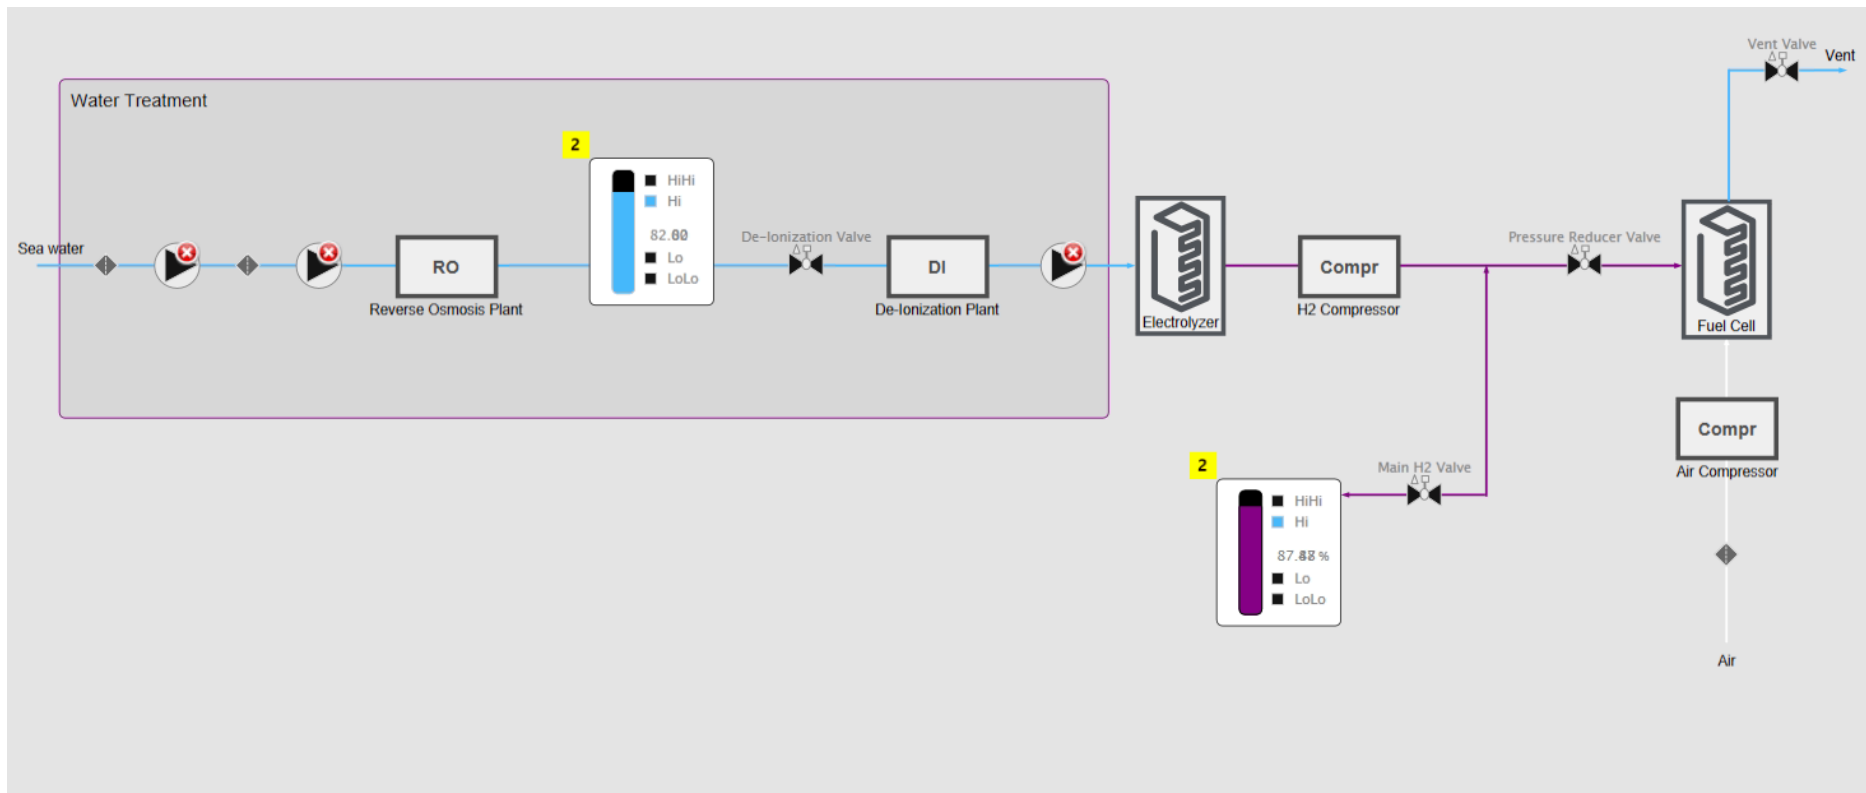 Vent Valve
Vent
Water Treatment
2
HiHi
Hi
Lo
LoLo
Sea water
De-Ionization Valve
Pressure Reducer Valve
RO
DI
Compr
Reverse Osmosis Plant
De-Ionization Plant
Electrolyzer
H2 Compressor
Fuel Cell
Compr
Air Compressor
2
Main H2 Valve
HiHi
Hi
%
Lo
LoLo
Air